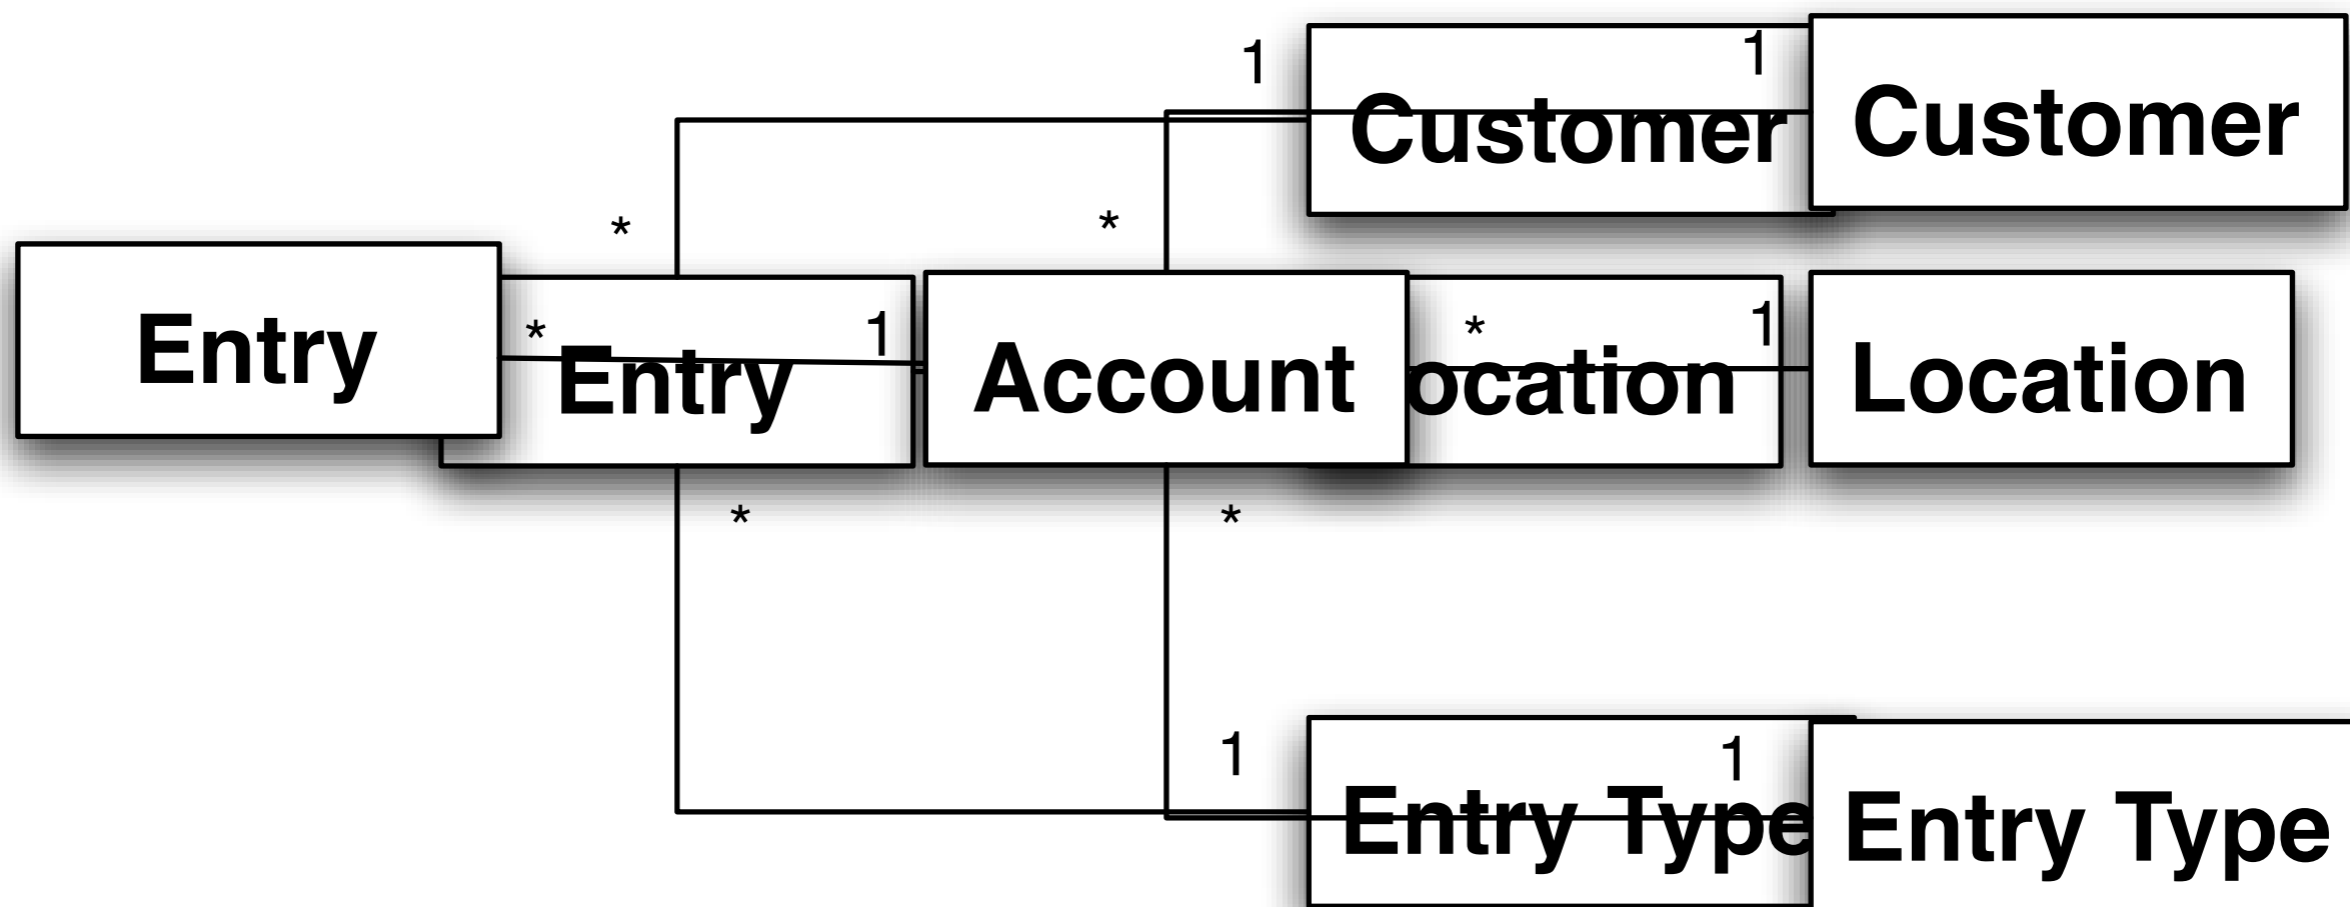 1
1
Customer
Customer
*
*
Entry
*
Entry
1
Account
*
ocation
1
Location
*
*
1
1
Entry Type
Entry Type